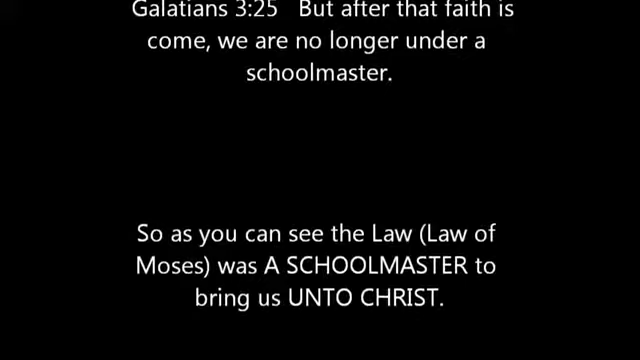 Galatians 3:25   But after that faith is
come, we are no longer under a
schoolmaster.
So as you can see the Law (Law of
Moses) was A SCHOOLMASTER to
bring us UNTO CHRIST.